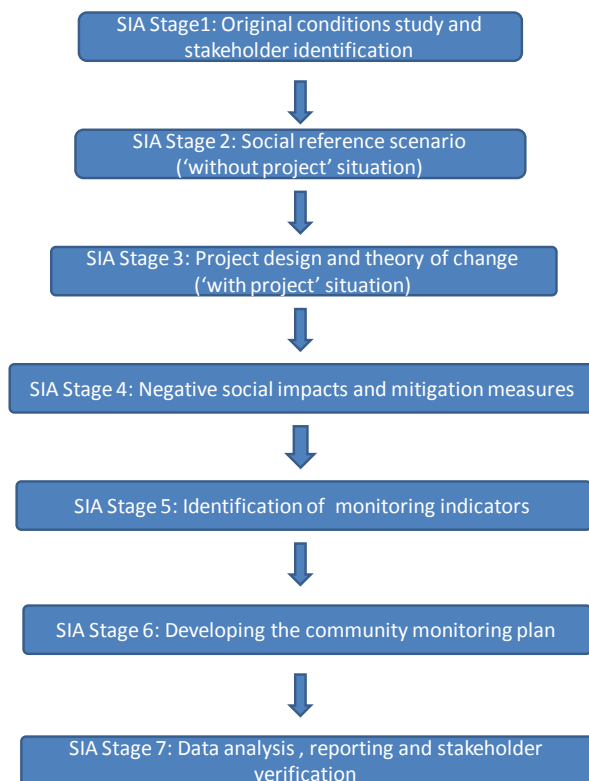 SIA Stage1: Original conditions study and
stakeholder identification
SIA Stage 2: Social reference scenario
(‘without project’ situation)
SIA Stage 3: Project design and theory of change
(‘with project’ situation)
SIA Stage 4: Negative social impacts and mitigation measures
SIA Stage 5: Identification of monitoring indicators
SIA Stage 6: Developing the community monitoring plan
SIA Stage 7: Data analysis , reporting and stakeholder
verification